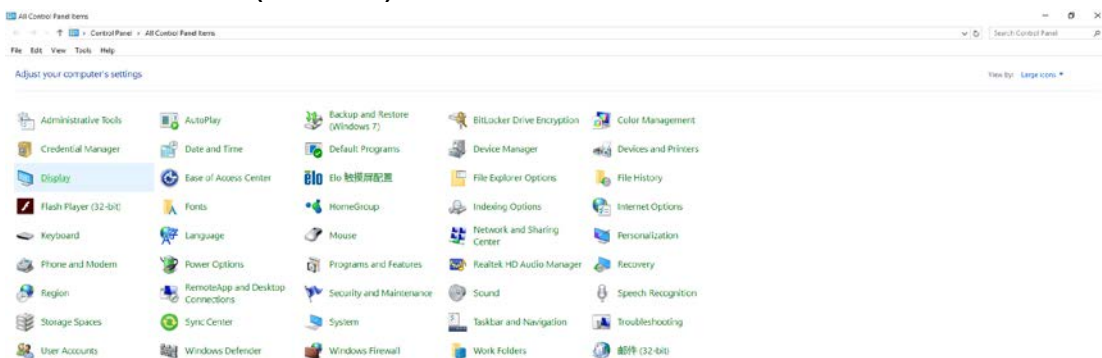 All Control Panel Items
Control Panel > All Control Panel Items
Search Control Panel
File Edit View Tools Help
Adjust your computer's settings
View by: Large icons
Administrative Tools
AutoPlay
Backup and Restore
(Windows 7)
BitLocker Drive Encryption
Color Management
Credential Manager
Date and Time
Default Programs
Device Manager
Devices and Printers
Display
Ease of Access Center
elo Elo 触摸屏配置
File Explorer Options
File History
Flash Player (32-bit)
Fonts
HomeGroup
Indexing Options
Internet Options
Keyboard
Language
Mouse
Network and Sharing
Center
Personalization
Phone and Modem
Power Options
Programs and Features
Realtek HD Audio Manager
Recovery
Region
RemoteApp and Desktop
Connections
Security and Maintenance
Sound
Speech Recognition
Storage Spaces
Sync Center
System
Taskbar and Navigation
Troubleshooting
User Accounts
Windows Defender
Windows Firewall
Work Folders
邮件 (32-bit)